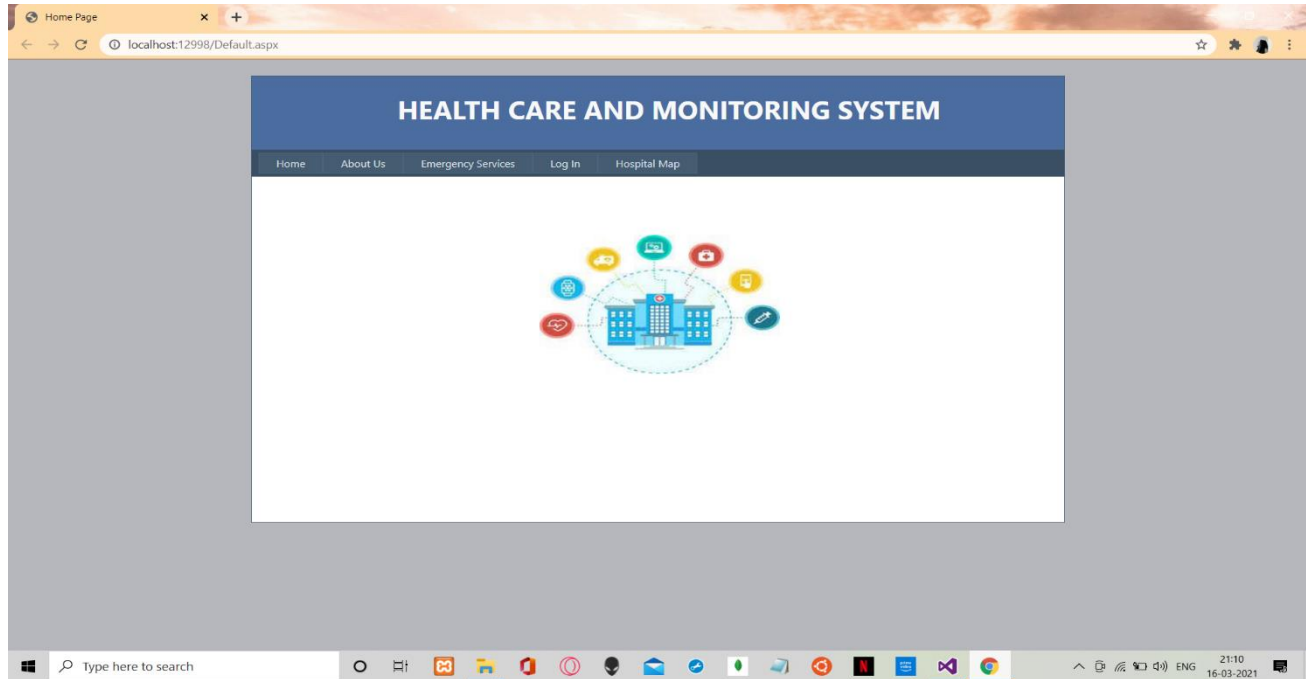 Home Page
localhost:12998/Default.aspx
HEALTH CARE AND MONITORING SYSTEM
Home About Us Emergency Services Log In Hospital Map
Type here to search
ENG
21:10
16-03-2021